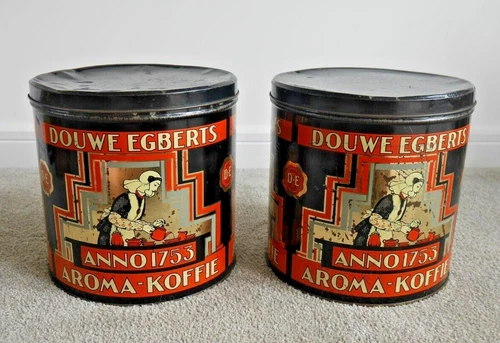 DOUWE EGBERTS
D·E
ANNO 1753
AROMA-KOFFIE
DOUWE EGBERTS
D·E
ANNO 1753
AROMA-KOFFIE